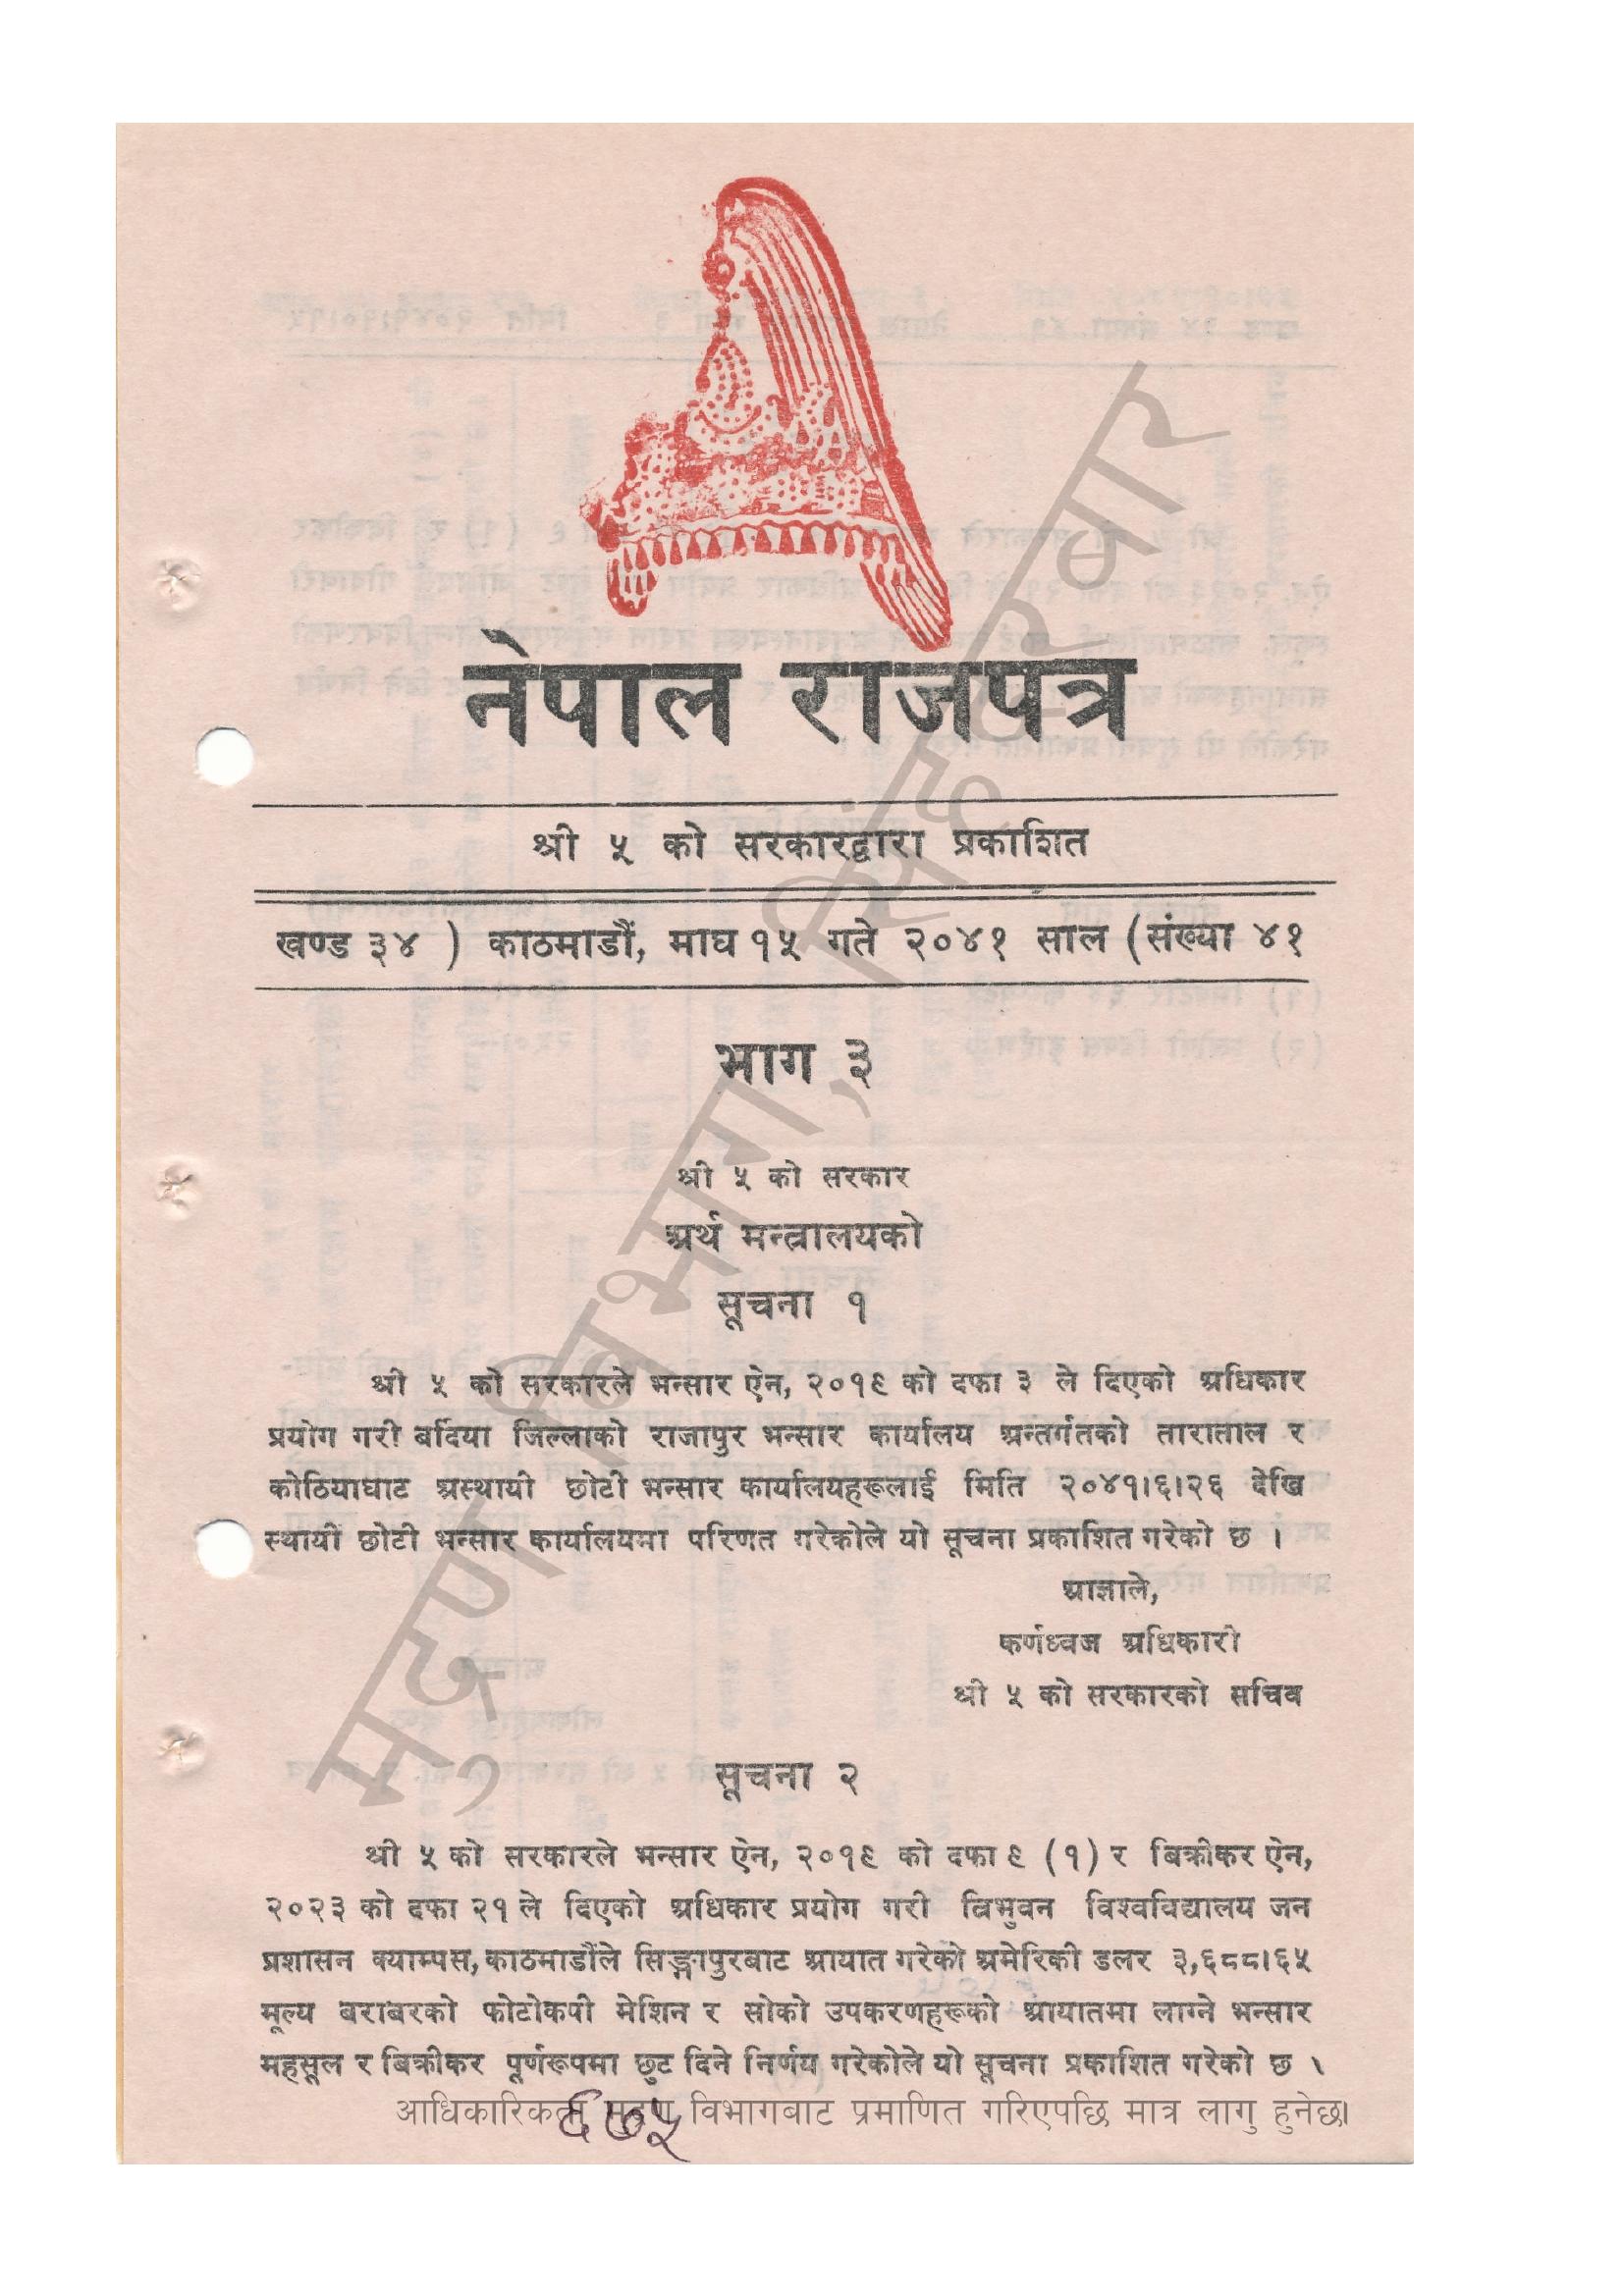 नेपाल राजपत्र
श्री ५ को सरकारद्वारा प्रकाशित
खण्ड ३४ ) काठमाडौं, माघ १५ गते २०४१ साल (संख्या ४१
भाग ३
श्री ५ को सरकार
अर्थ मन्त्रालयको
सूचना १
श्री ५ को सरकारले भन्सार ऐन, २०१९ को दफा ३ ले दिएको अधिकार
प्रयोग गरी बर्दिया जिल्लाको राजापुर भन्सार कार्यालय अन्तर्गतको ताराताल र
कोठियाघाट अस्थायी छोटी भन्सार कार्यालयहरूलाई मिति २०४१।६।२६ देखि
स्थायी छोटी भन्सार कार्यालयमा परिणत गरेकोले यो सूचना प्रकाशित गरेको छ ।
आज्ञाले,
कर्णध्वज अधिकारी
श्री ५ को सरकारको सचिव
सूचना २
श्री ५ को सरकारले भन्सार ऐन, २०१९ को दफा ९ (१) र बिक्रीकर ऐन,
२०२३ को दफा २१ ले दिएको अधिकार प्रयोग गरी त्रिभुवन विश्वविद्यालय जन
प्रशासन क्याम्पस, काठमाडौंले सिङ्गापुरबाट आयात गरेको अमेरिकी डलर ३,६८८।६५
मूल्य बराबरको फोटोकपी मेशिन र सोको उपकरणहरूको आयातमा लाग्ने भन्सार
महसूल र बिक्रीकर पूर्णरूपमा छुट दिने निर्णय गरेकोले यो सूचना प्रकाशित गरेको छ ।
आधिकारिकता मुद्रण विभागबाट प्रमाणित गरिएपछि मात्र लागु हुनेछ।
६७५
मुद्रण विभाग, सिंहदरबार